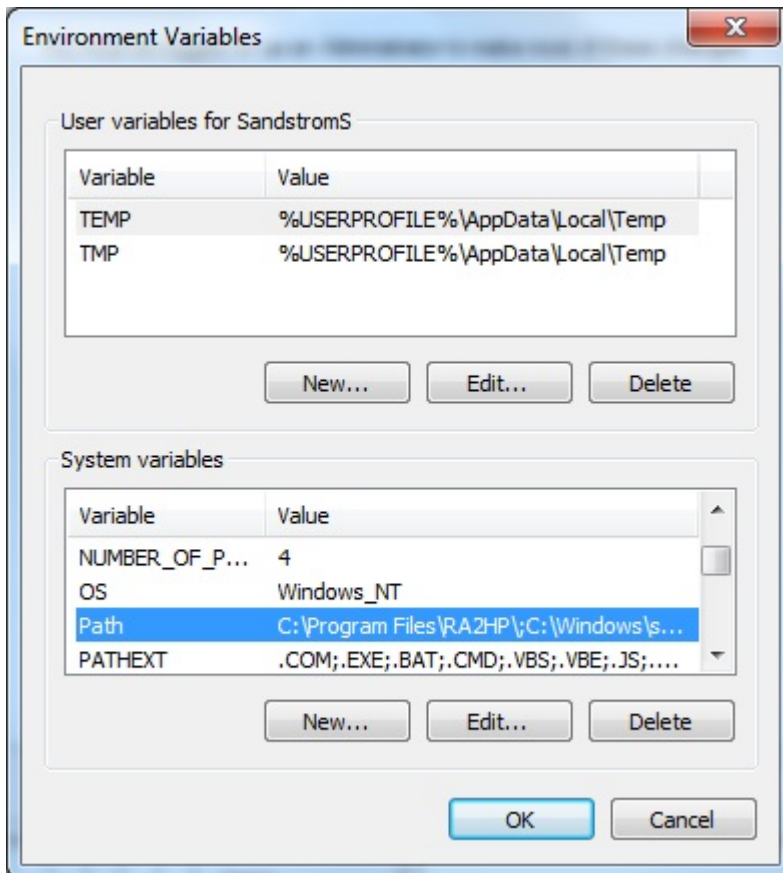 Environment Variables
User variables for SandstromS
Variable Value
TEMP %USERPROFILE%\AppData\Local\Temp
TMP %USERPROFILE%\AppData\Local\Temp
New... Edit... Delete
System variables
Variable Value
NUMBER_OF_P... 4
OS Windows_NT
Path C:\Program Files\RA2HP\;C:\Windows\s...
PATHEXT .COM;.EXE;.BAT;.CMD;.VBS;.VBE;.JS;....
New... Edit... Delete
OK Cancel